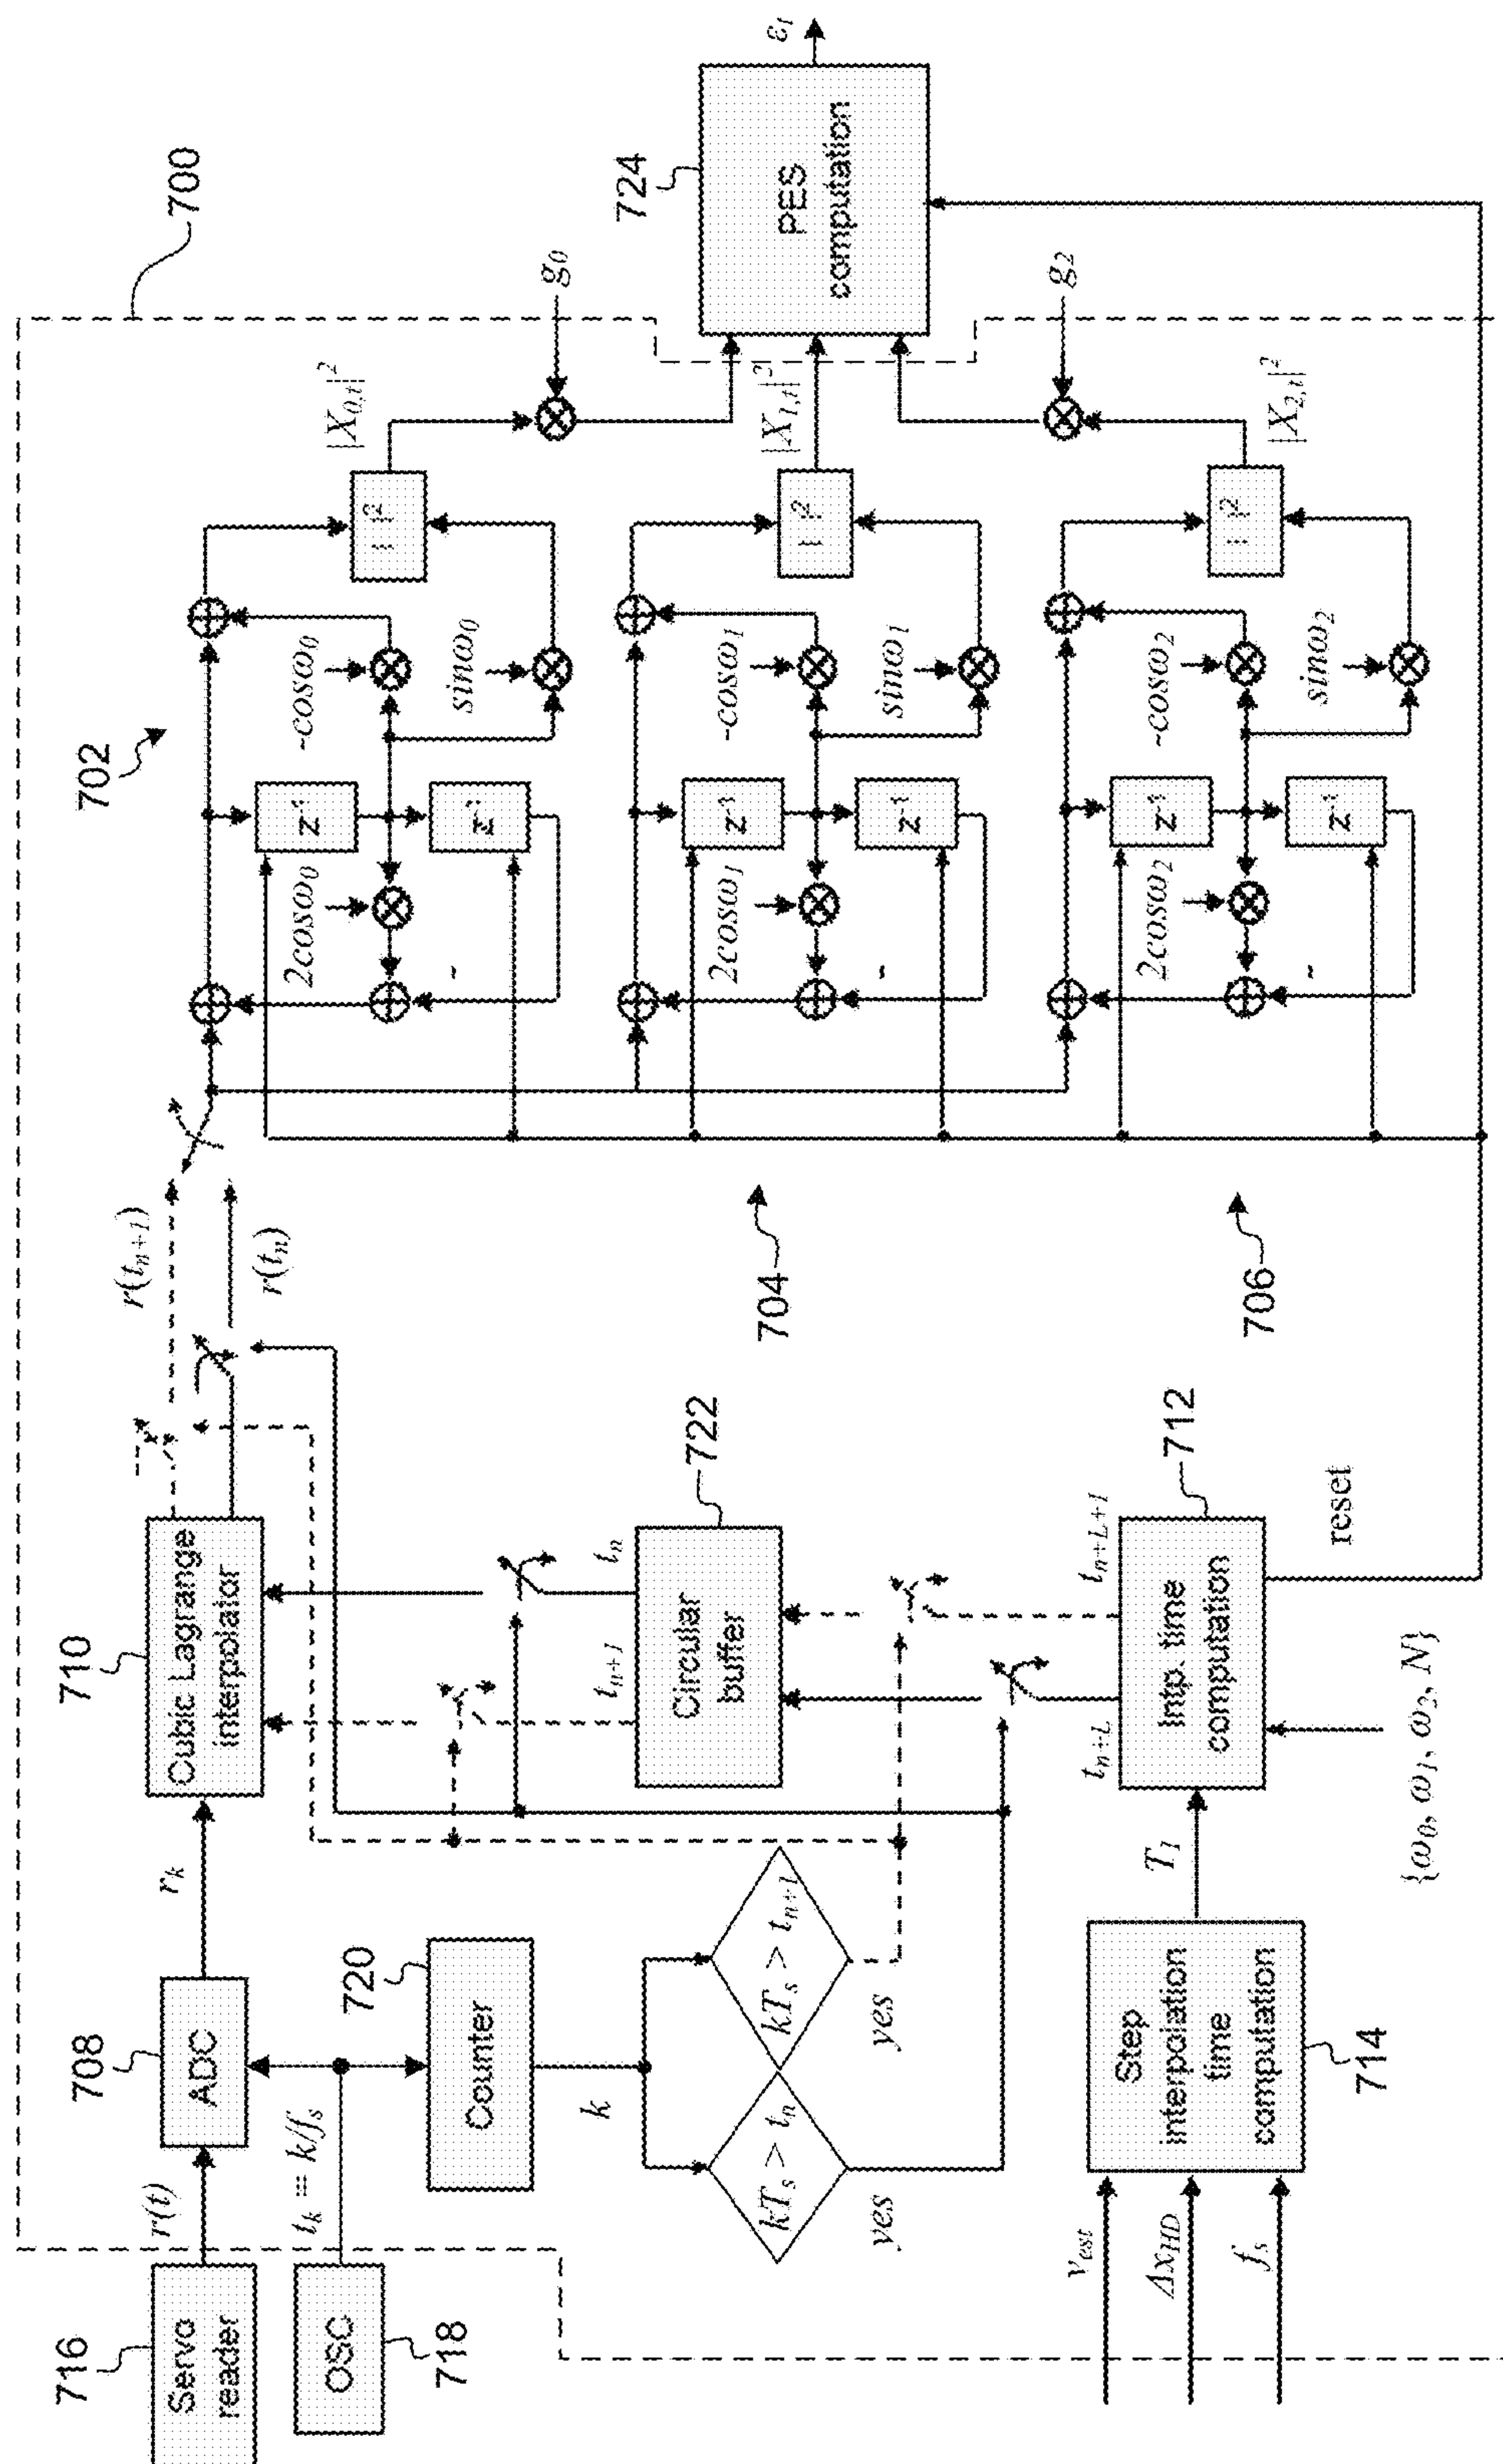 700
702
704
706
716
Servo
reader
r(t)
708
ADC
r_k
710
Cubic Lagrange
interpolator
r(t_{n+1})
r(t_n)
OSC
718
t_k = k/f_s
720
Counter
k
kT_s > t_n
yes
kT_s > t_{n+1}
yes
722
Circular
buffer
t_{n+1}
t_n
712
Intp. time
computation
t_{n+L}
t_{n+L+1}
reset
{ω_0, ω_1, ω_2, N}
T_I
Step
interpolation
time
computation
714
v_est
Δx_HD
f_s
2cosω_0
z^-1
z^-1
-
-cosω_0
sinω_0
| |^2
|X_{0,t}|^2
g_0
2cosω_1
z^-1
z^-1
-
-cosω_1
sinω_1
| |^2
|X_{1,t}|^2
2cosω_2
z^-1
z^-1
-
-cosω_2
sinω_2
| |^2
|X_{2,t}|^2
g_2
724
PES
computation
ε_t